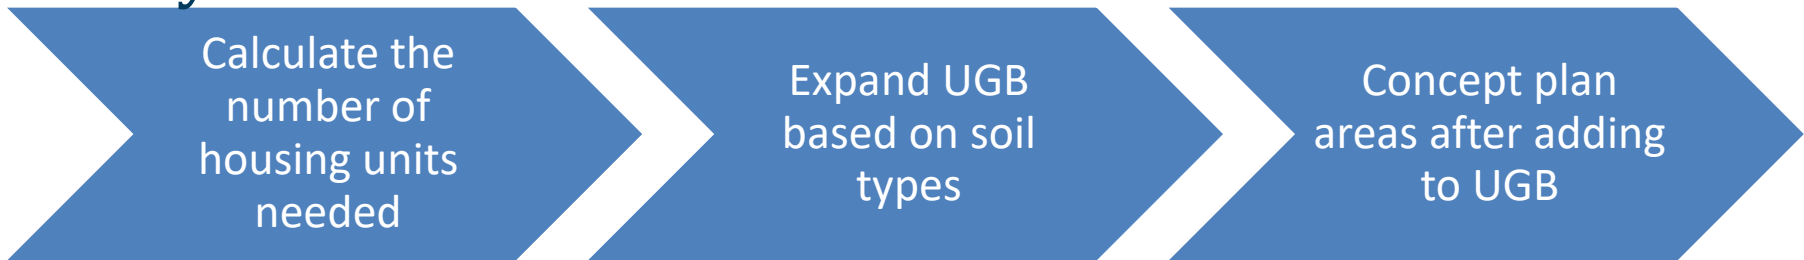 Calculate the
number of
housing units
needed
Expand UGB
based on soil
types
Concept plan
areas after adding
to UGB